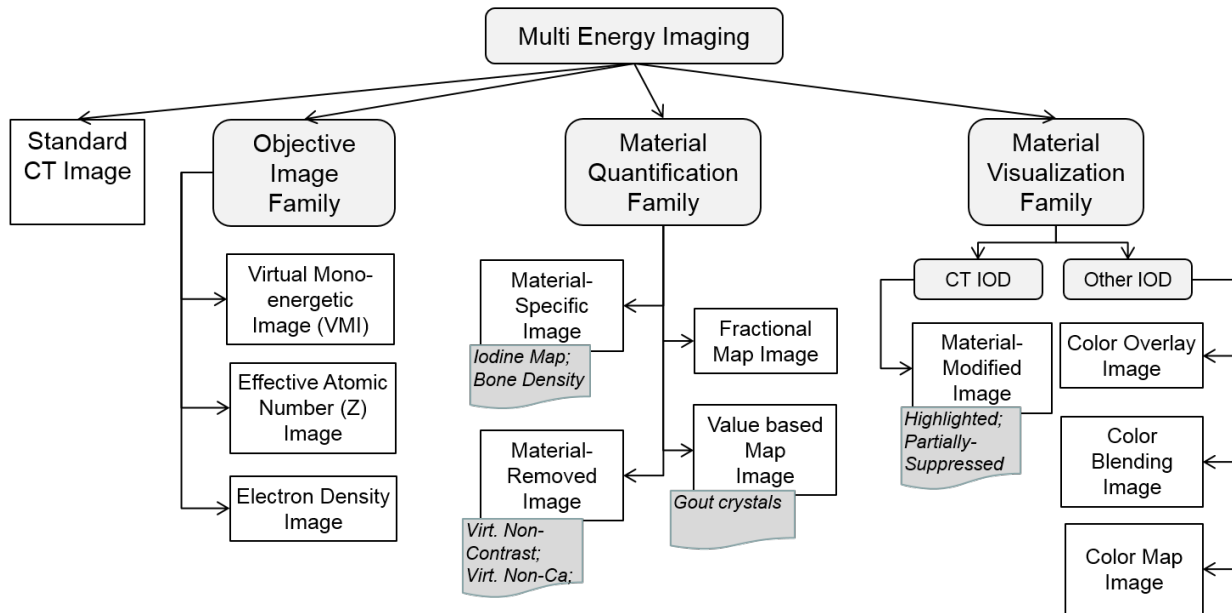 Multi Energy Imaging
Standard
CT Image
Objective
Image
Family
Material
Quantification
Family
Material
Visualization
Family
Virtual Mono-
energetic
Image (VMI)
Effective Atomic
Number (Z)
Image
Electron Density
Image
Material-
Specific
Image
Iodine Map;
Bone Density
Fractional
Map Image
Material-
Removed
Image
Virt. Non-
Contrast;
Virt. Non-Ca;
Value based
Map
Image
Gout crystals
CT IOD
Other IOD
Material-
Modified
Image
Highlighted;
Partially-
Suppressed
Color Overlay
Image
Color
Blending
Image
Color Map
Image